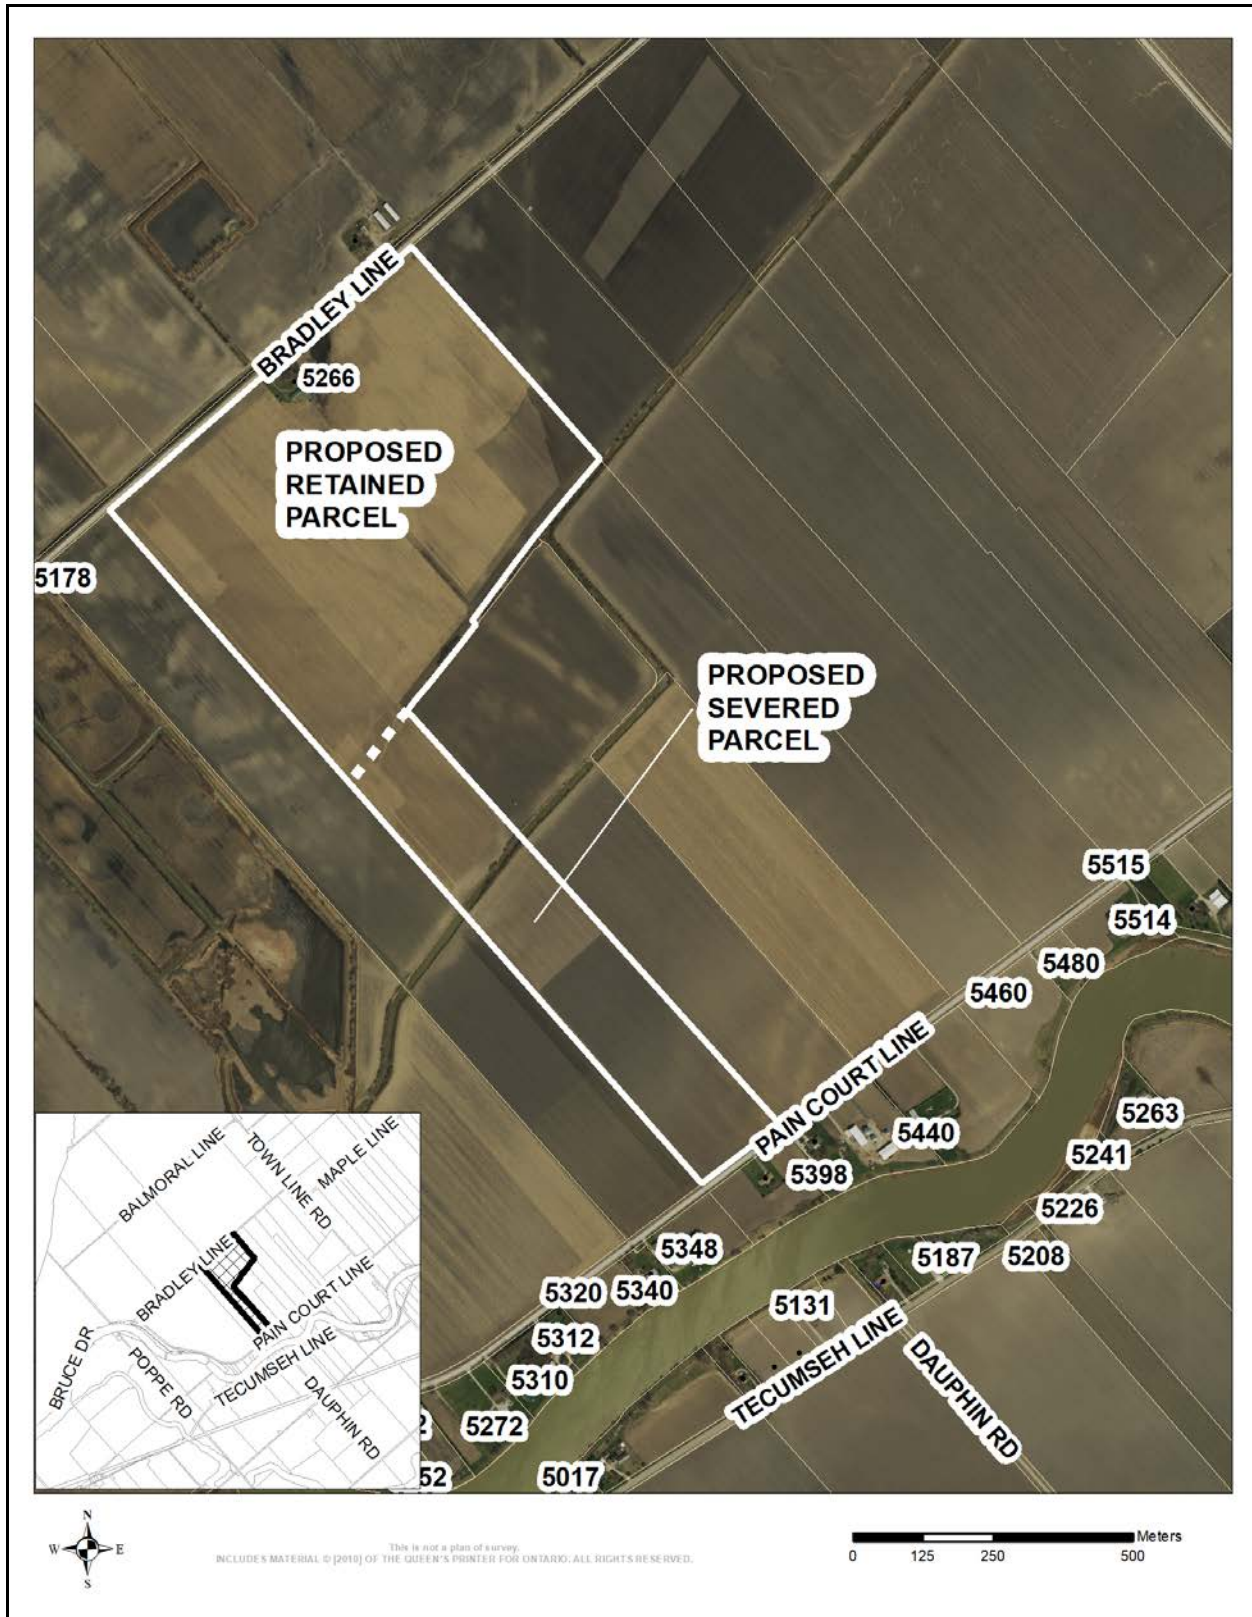 BRADLEY LINE
5266
PROPOSED
RETAINED
PARCEL
5178
PROPOSED
SEVERED
PARCEL
5515
5514
5480
5460
PAIN COURT LINE
5263
5440
5241
5398
5226
5348
5187
5208
5320
5340
5131
5312
TECUMSEH LINE
DAUPHIN RD
5310
5272
52
5017
BALMORAL LINE
TOWN LINE RD
MAPLE LINE
BRADLEY LINE
PAIN COURT LINE
BRUCE DR
POPPE RD
TECUMSEH LINE
DAUPHIN RD
N
W E
S
This is not a plan of survey.
INCLUDES MATERIAL © [2010] OF THE QUEEN'S PRINTER FOR ONTARIO. ALL RIGHTS RESERVED.
Meters
0 125 250 500